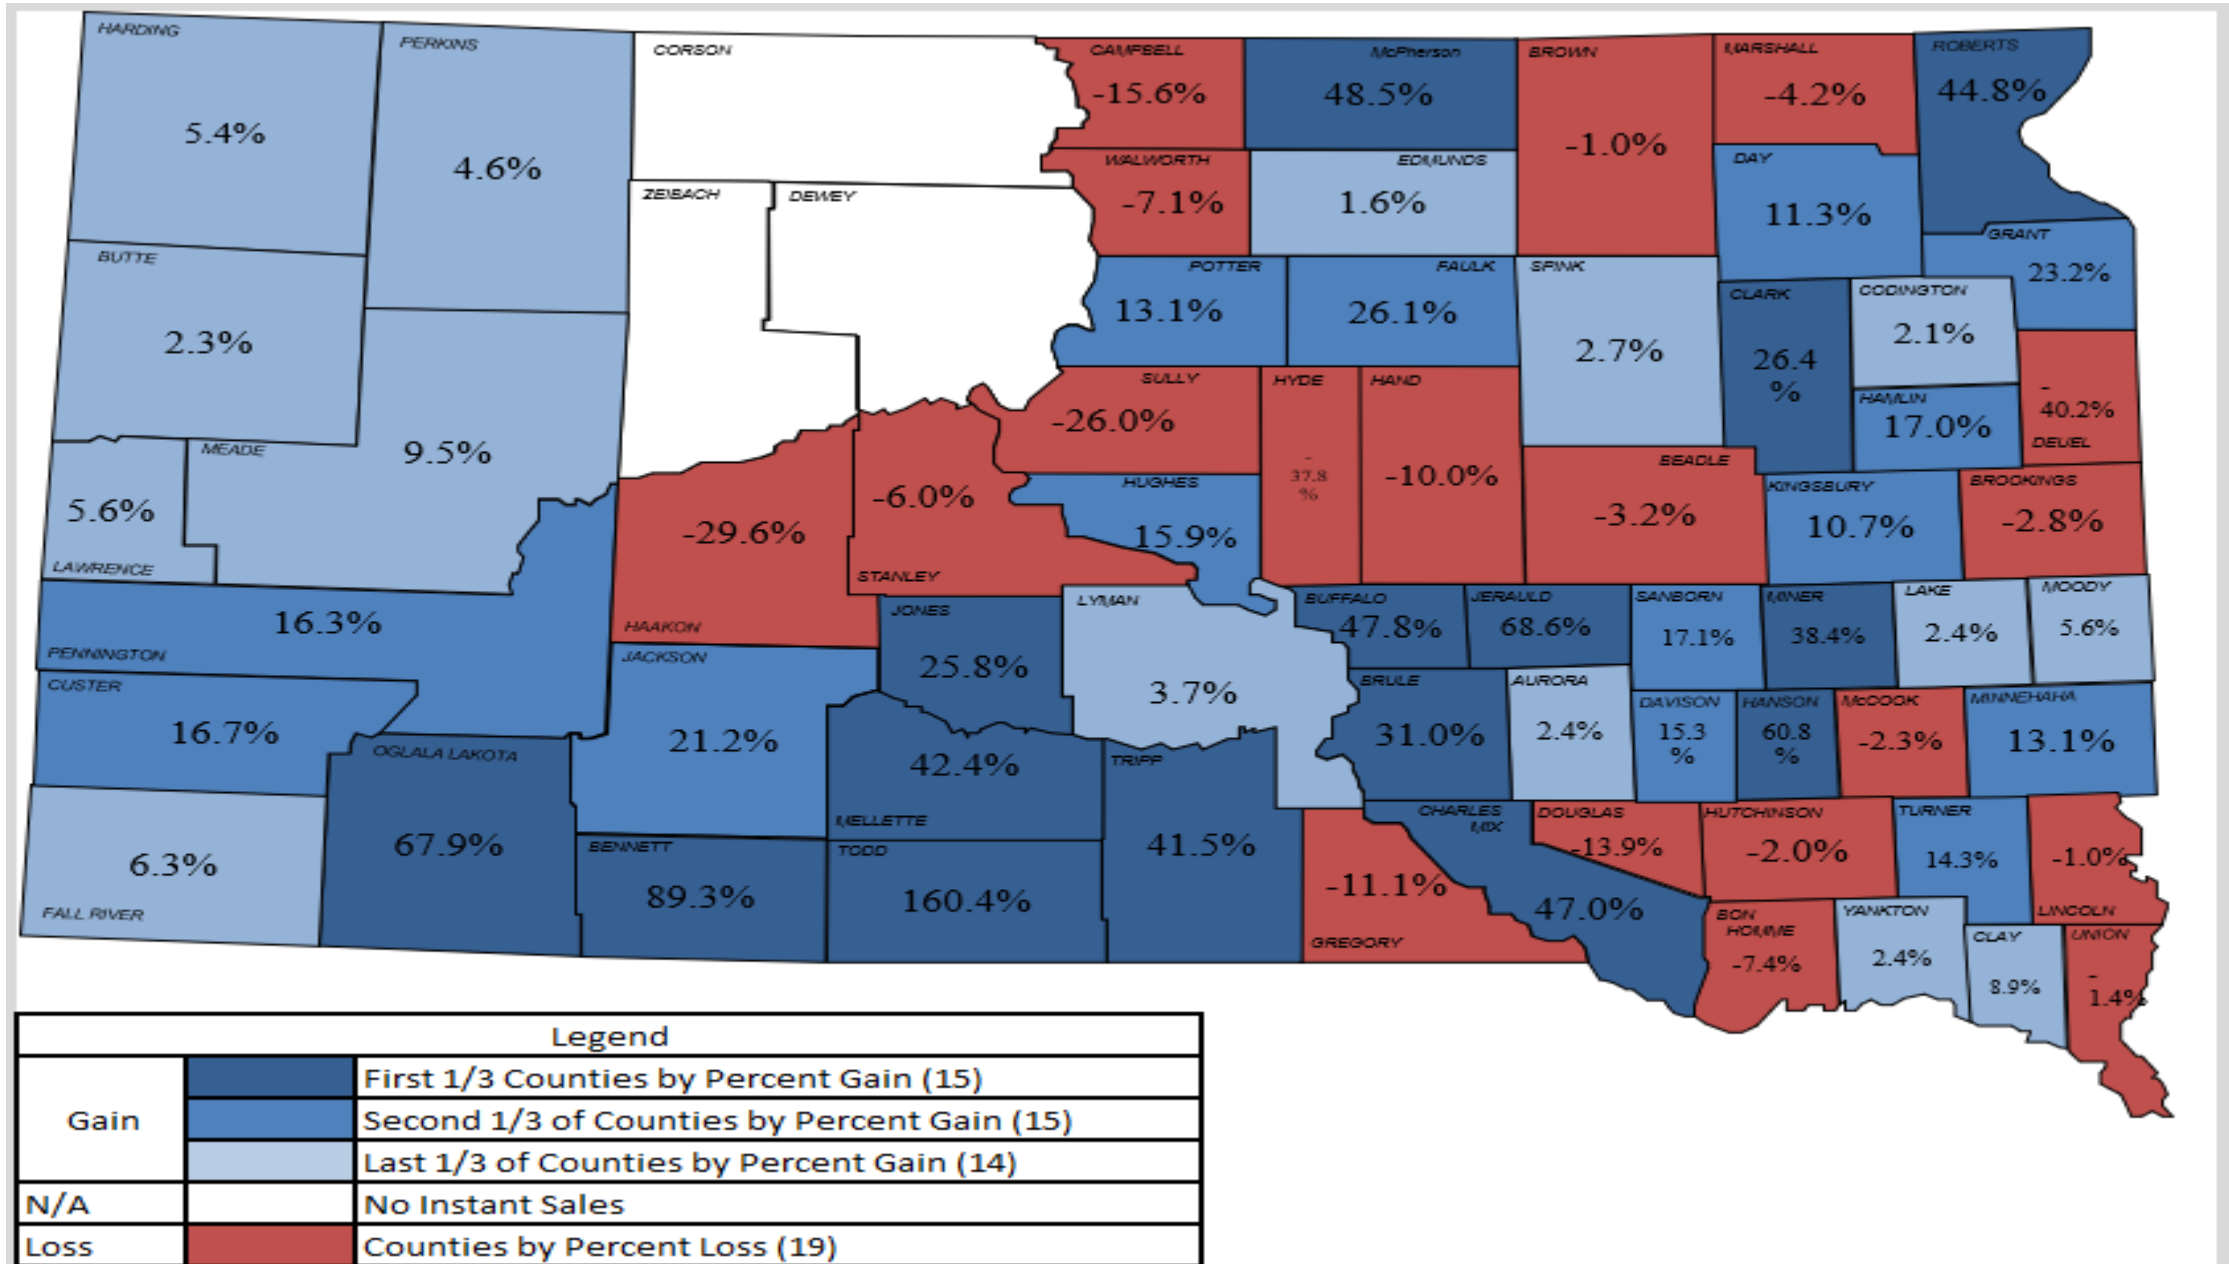 HARDING
5.4%
PERKINS
4.6%
CORSON
CAMPBELL
-15.6%
McPherson
48.5%
BROWN
-1.0%
MARSHALL
-4.2%
ROBERTS
44.8%
WALWORTH
-7.1%
EDMUNDS
1.6%
DAY
11.3%
ZEIBACH
DEWEY
GRANT
23.2%
BUTTE
2.3%
POTTER
13.1%
FAULK
26.1%
SPINK
2.7%
CLARK
26.4
%
CODINGTON
2.1%
HAMLIN
17.0%
-
40.2%
DEUEL
MEADE
9.5%
SULLY
-26.0%
HYDE
-
37.8
%
HAND
-10.0%
BEADLE
-3.2%
KINGSBURY
10.7%
BROOKINGS
-2.8%
5.6%
LAWRENCE
-29.6%
HAAKON
-6.0%
STANLEY
HUGHES
15.9%
16.3%
PENNINGTON
JACKSON
21.2%
JONES
25.8%
LYMAN
3.7%
BUFFALO
47.8%
JERAULD
68.6%
SANBORN
17.1%
MINER
38.4%
LAKE
2.4%
MOODY
5.6%
CUSTER
16.7%
BRULE
31.0%
AURORA
2.4%
DAVISON
15.3
%
HANSON
60.8
%
McCOOK
-2.3%
MINNEHAHA
13.1%
OGLALA LAKOTA
67.9%
42.4%
MELLETTE
TRIPP
41.5%
6.3%
FALL RIVER
BENNETT
89.3%
TODD
160.4%
-11.1%
GREGORY
CHARLES
MIX
47.0%
DOUGLAS
-13.9%
HUTCHINSON
-2.0%
TURNER
14.3%
-1.0%
LINCOLN
BON
HOMME
-7.4%
YANKTON
2.4%
CLAY
8.9%
UNION
-
1.4%
Legend
Gain
First 1/3 Counties by Percent Gain (15)
Second 1/3 of Counties by Percent Gain (15)
Last 1/3 of Counties by Percent Gain (14)
N/A No Instant Sales
Loss Counties by Percent Loss (19)